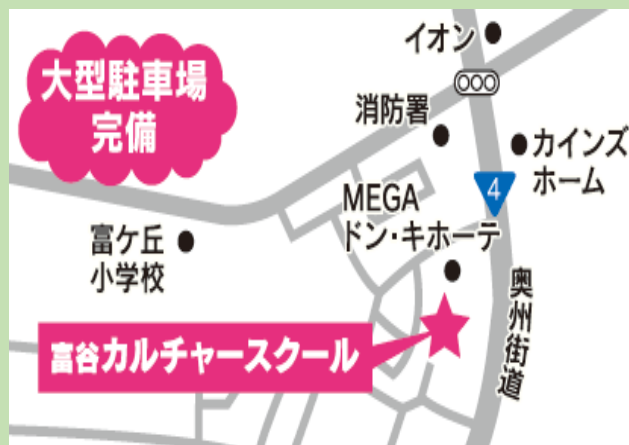 大型駐車場
完備
イオン
消防署
カインズ
ホーム
4
MEGA
ドン・キホーテ
富ケ丘
小学校
奥州街道
富谷カルチャースクール